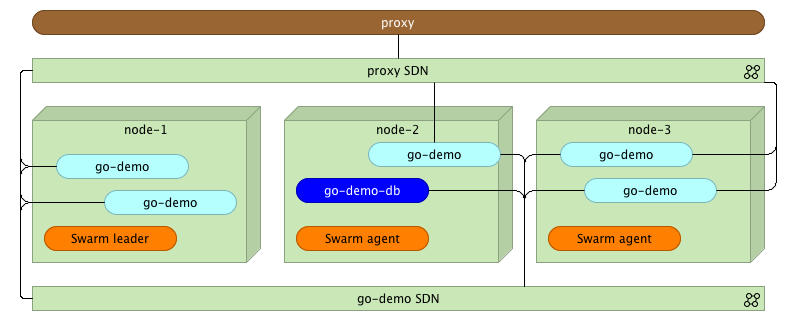 proxy
proxy SDN
node-1
node-2
node-3
go-demo
go-demo
go-demo
go-demo
go-demo-db
go-demo
Swarm leader
Swarm agent
Swarm agent
go-demo SDN